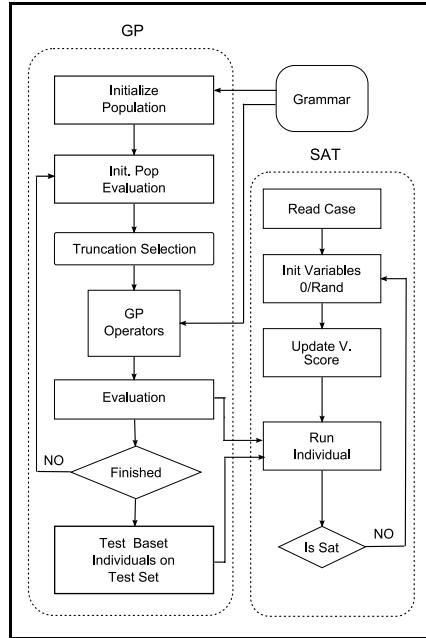 GP
Initialize
Population
Grammar
Init. Pop
Evaluation
Truncation Selection
GP
Operators
Evaluation
NO
Finished
Test Baset
Individuals on
Test Set
SAT
Read Case
Init Variables
0/Rand
Update V.
Score
Run
Individual
Is Sat
NO